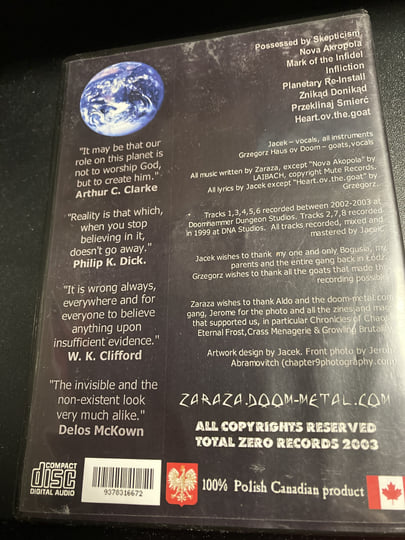 "It may be that our
role on this planet is
not to worship God,
but to create him."
Arthur C. Clarke
"Reality is that which,
when you stop
believing in it,
doesn't go away."
Philip K. Dick.
"It is wrong always,
everywhere and for
everyone to believe
anything upon
insufficient evidence."
W. K. Clifford
"The invisible and the
non-existent look
very much alike."
Delos McKown
Possessed by Skepticism
Nova Akropola
Mark of the Infidel
Infliction
Planetary Re-Install
Znikąd Donikąd
Przeklinaj Smierć
Heart.ov.the.goat
Jacek – vocals, all instruments
Grzegorz Haus ov Doom – goats,vocals
All music written by Zaraza, except "Nova Akopola" by
LAIBACH, copyright Mute Records.
All lyrics by Jacek except "Heart.ov.the.goat" by
Grzegorz.
Tracks 1,3,4,5,6 recorded between 2002-2003 at
Doomhammer Dungeon Studios. Tracks 2,7,8 recorded
in 1999 at DNA Studios. All tracks recorded, mixed and
mastered by Jacek.
Jacek wishes to thank my one and only Bogusia, my
parents and the entire gang back in Łódź.
Grzegorz wishes to thank all the goats that made the
recording possible
Zaraza wishes to thank Aldo and the doom-metal.com
gang, Jerome for the photo and all the zines and mags
that supported us, in particular Chronicles of Chaos,
Eternal Frost,Crass Menagerie & Growling Brutality
Artwork design by Jacek. Front photo by Jerome
Abramovitch (chapter9photography.com
ZARAZA.DOOM-METAL.COM
ALL COPYRIGHTS RESERVED
TOTAL ZERO RECORDS 2003
COMPACT
disc
DIGITAL AUDIO
9378316672
100% Polish Canadian product